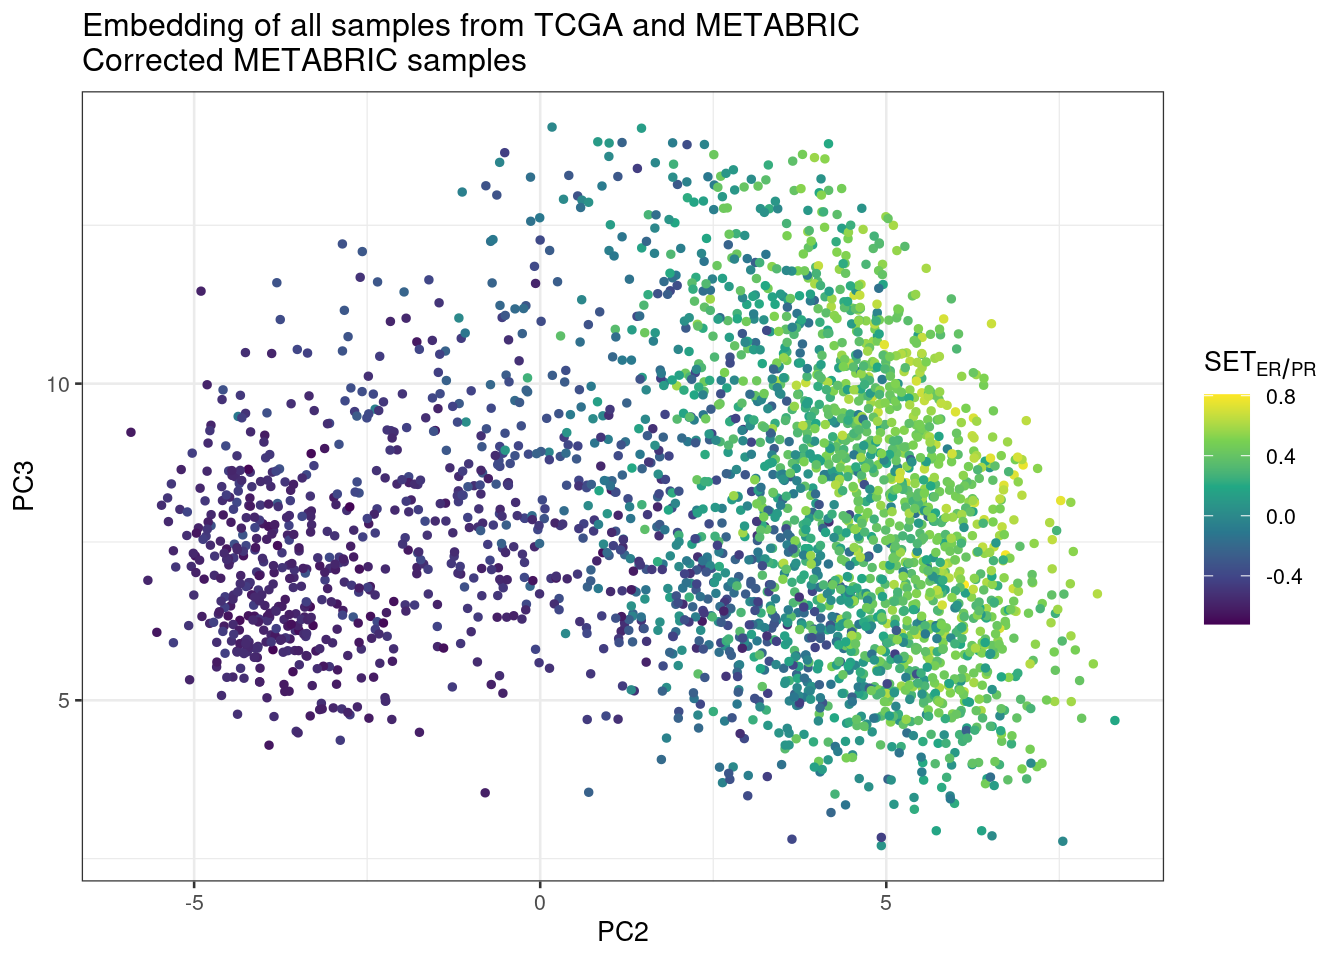 Embedding of all samples from TCGA and METABRIC
Corrected METABRIC samples
PC3
10
5
-5
0
5
PC2
SET_ER/PR
0.8
0.4
0.0
-0.4